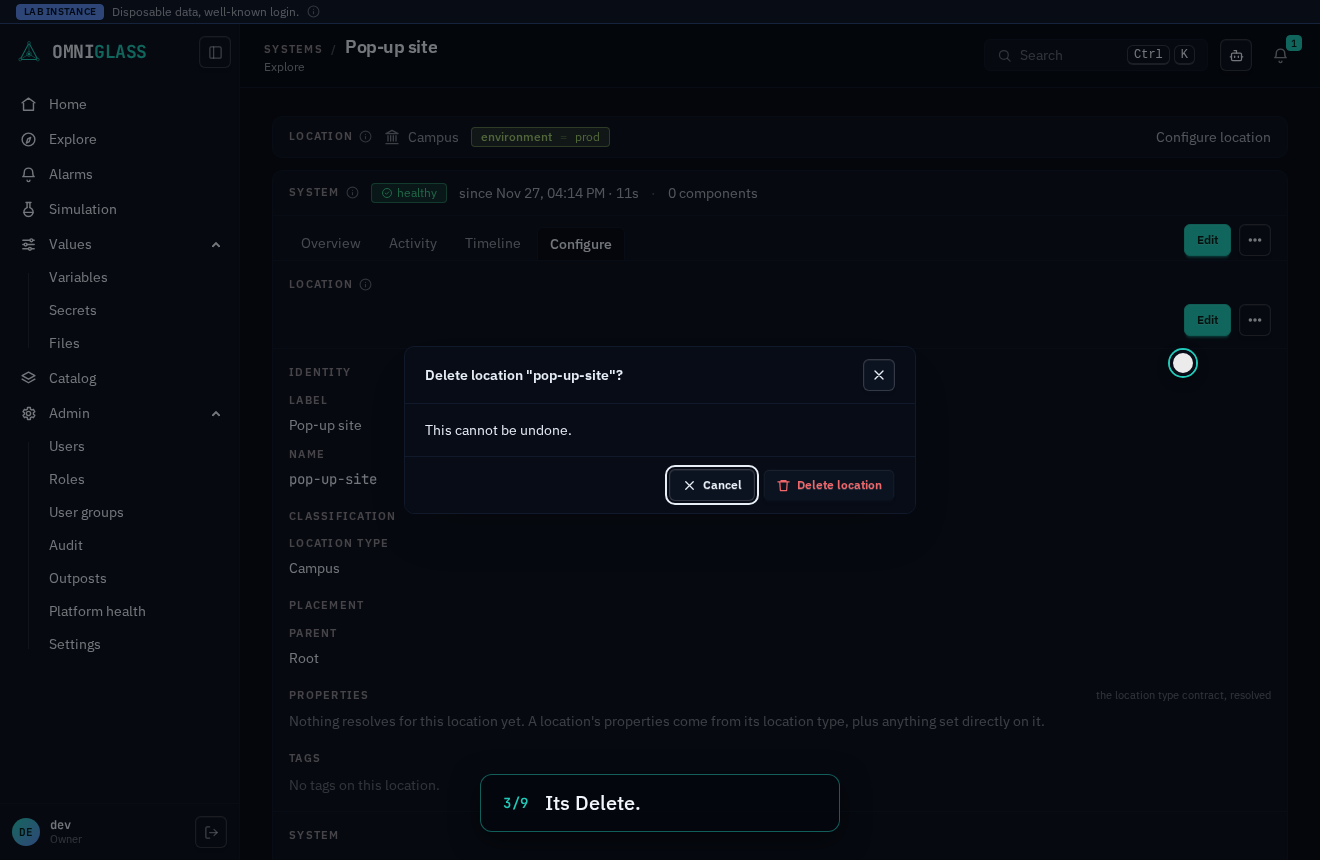 LAB INSTANCE Disposable data, well-known login.
OMNIGLASS
SYSTEMS / Pop-up site
Explore
Search Ctrl K
1
Home
Explore
Alarms
Simulation
Values
Variables
Secrets
Files
Catalog
Admin
Users
Roles
User groups
Audit
Outposts
Platform health
Settings
DE dev
Owner
LOCATION Campus environment = prod Configure location
SYSTEM healthy since Nov 27, 04:14 PM · 11s · 0 components
Overview Activity Timeline Configure Edit
LOCATION
Edit
IDENTITY
LABEL
Pop-up site
NAME
pop-up-site
CLASSIFICATION
LOCATION TYPE
Campus
PLACEMENT
PARENT
Root
PROPERTIES the location type contract, resolved
Nothing resolves for this location yet. A location's properties come from its location type, plus anything set directly on it.
TAGS
No tags on this location.
SYSTEM
Delete location "pop-up-site"?
This cannot be undone.
Cancel Delete location
3/9 Its Delete.